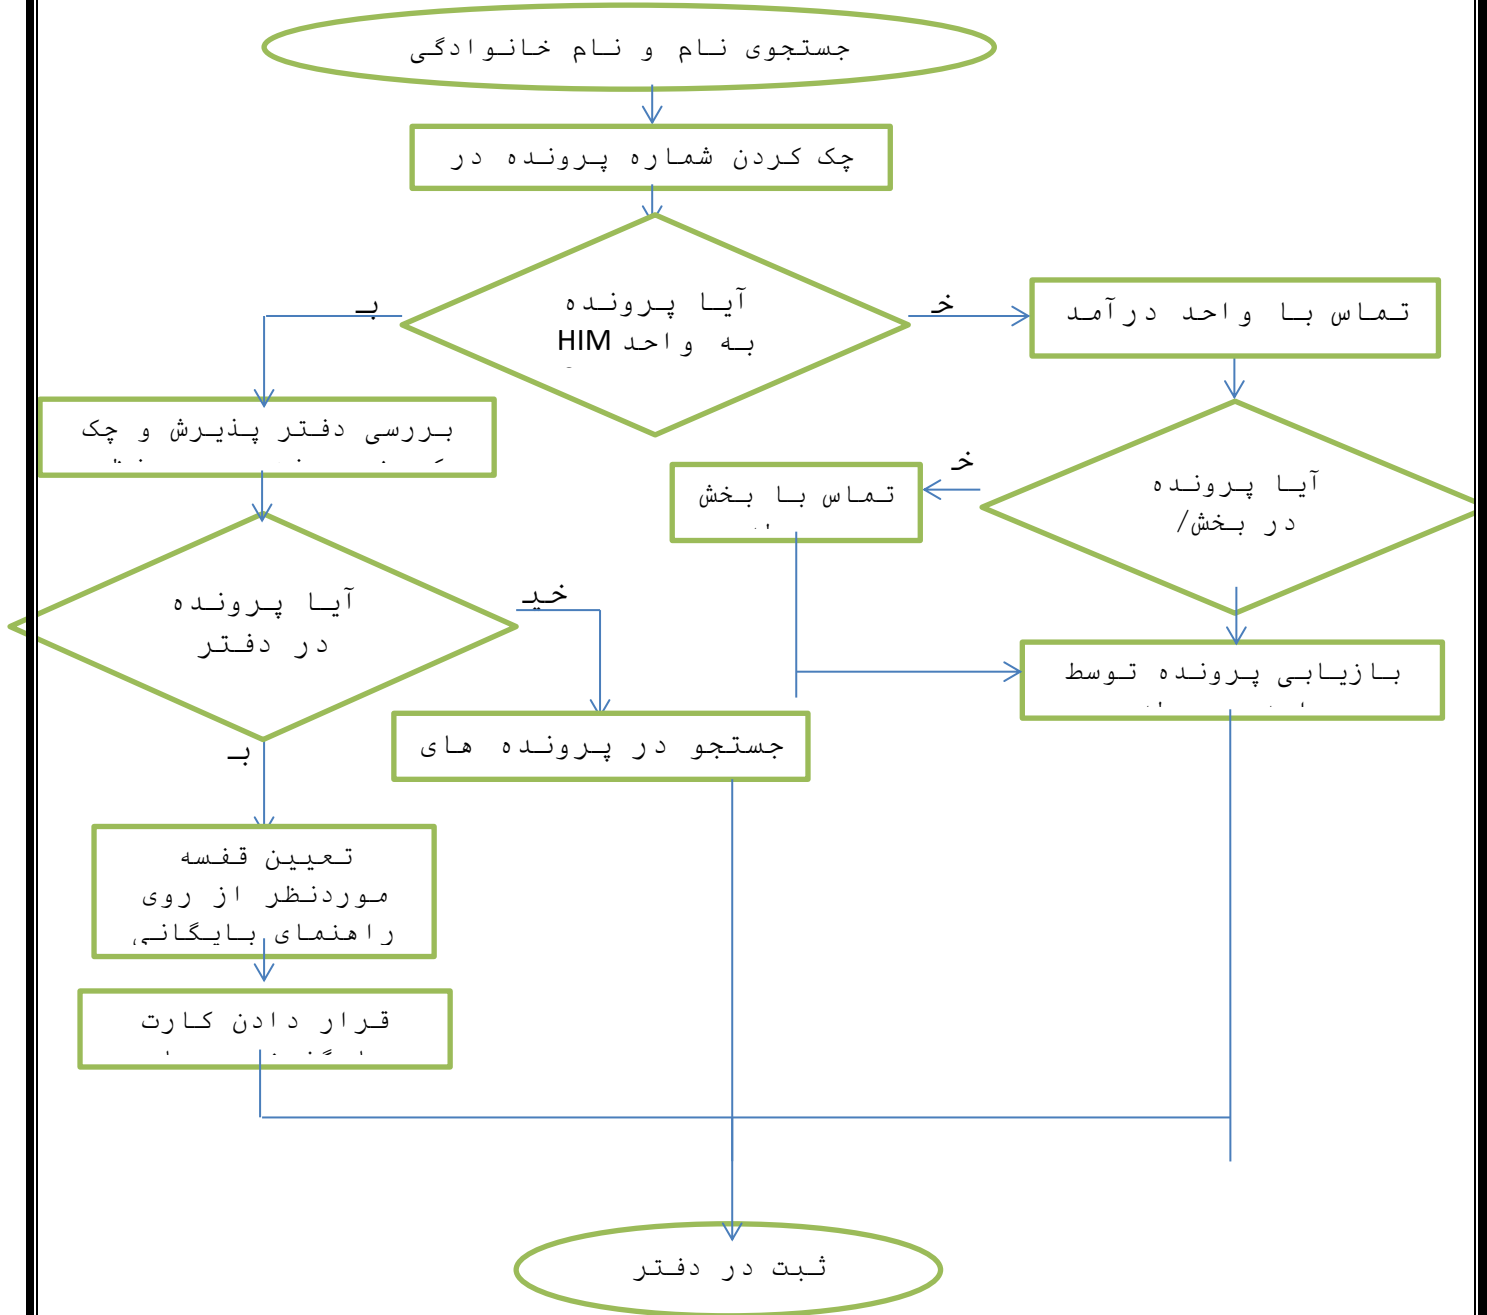 جستجوی نام و نام خانوادگی
چک کردن شماره پرونده در
آیا پرونده
به واحد HIM
خ
ب
تماس با واحد درآمد
بررسی دفتر پذیرش و چک
آیا پرونده
در بخش/
خ
تماس با بخش
آیا پرونده
در دفتر
خیـ
بازیابی پرونده توسط
جستجو در پرونده های
ب
تعیین قفسه
موردنظر از روی
راهنمای بایگانی
قرار دادن کارت
ثبت در دفتر